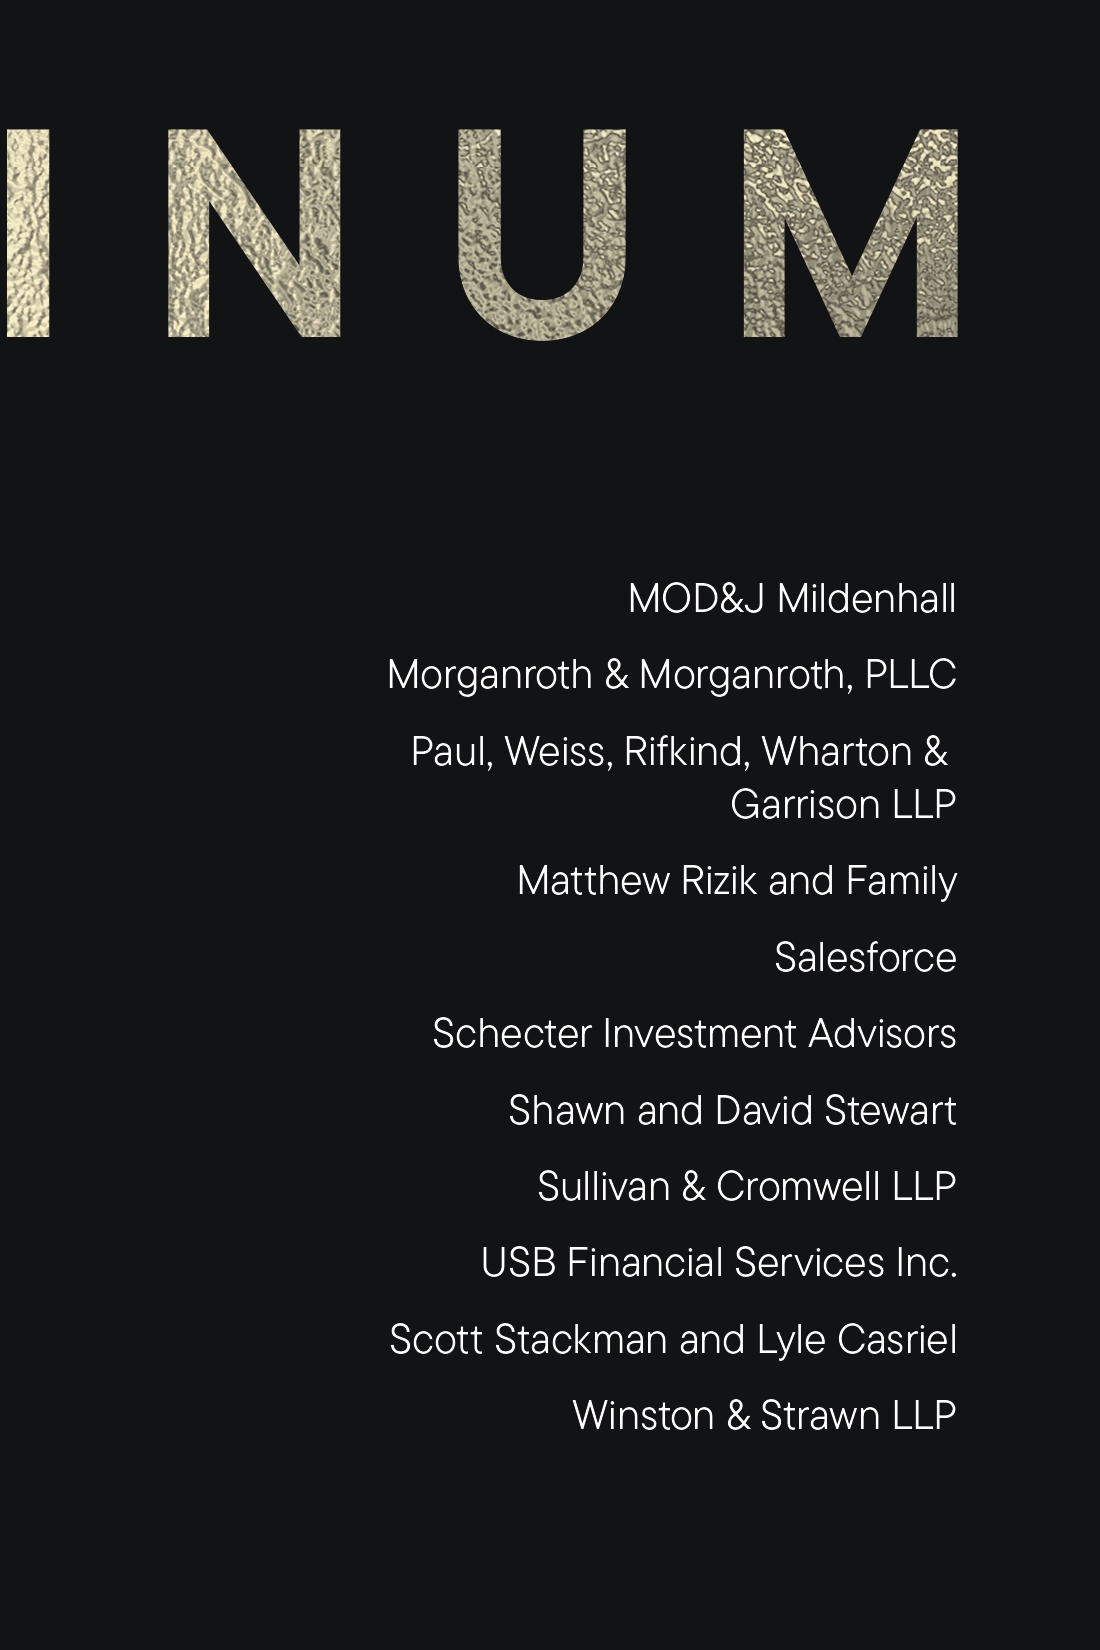 INUM
MOD&J Mildenhall
Morganroth & Morganroth, PLLC
Paul, Weiss, Rifkind, Wharton &
Garrison LLP
Matthew Rizik and Family
Salesforce
Schecter Investment Advisors
Shawn and David Stewart
Sullivan & Cromwell LLP
USB Financial Services Inc.
Scott Stackman and Lyle Casriel
Winston & Strawn LLP